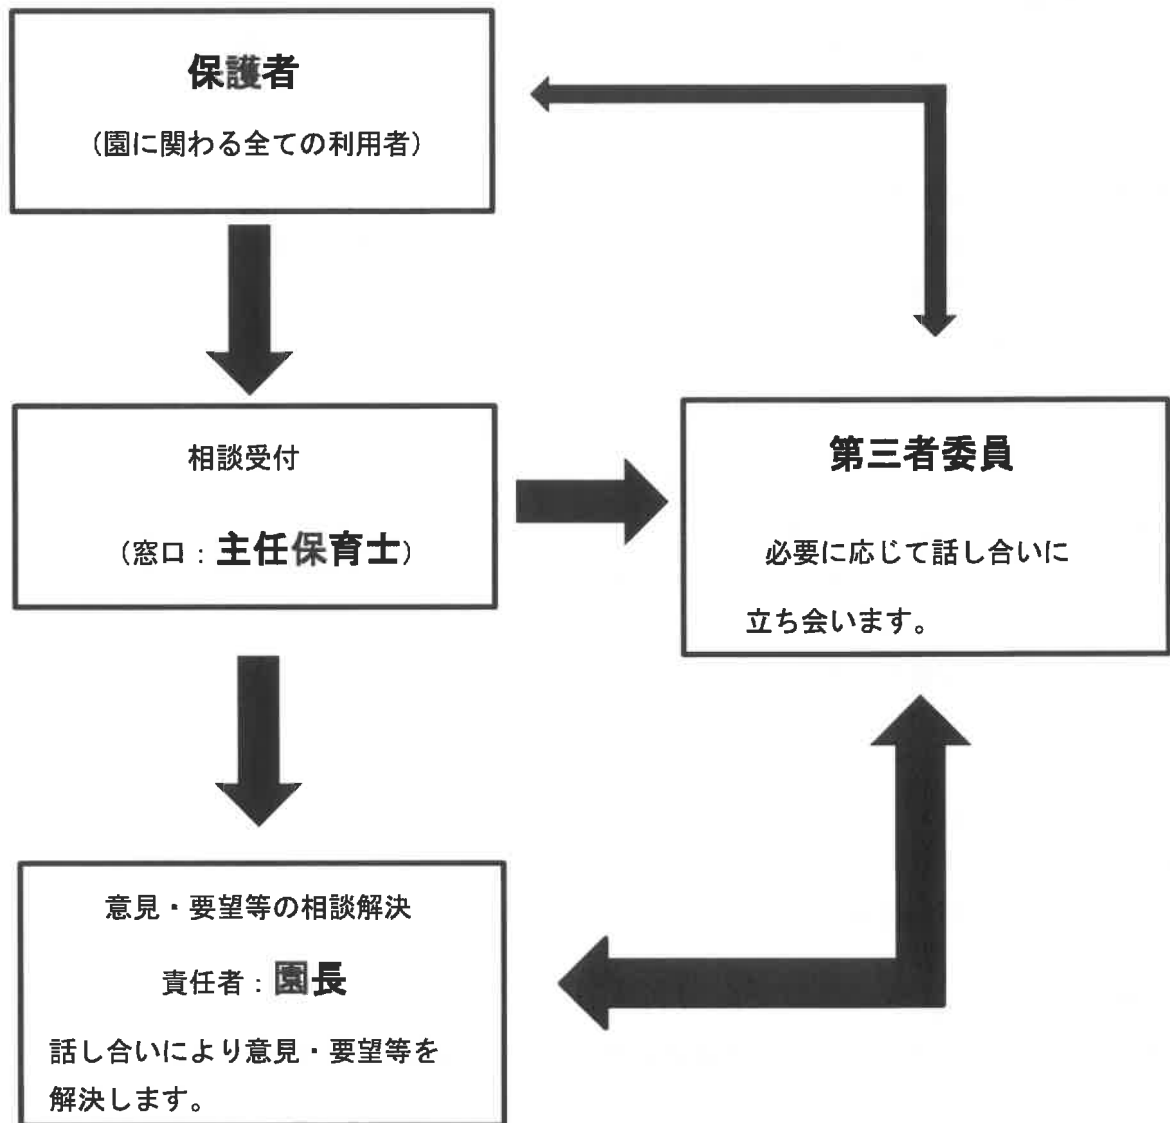 保護者
（園に関わる全ての利用者）
相談受付
（窓口：主任保育士）
第三者委員
必要に応じて話し合いに
立ち会います。
意見・要望等の相談解決
責任者：園長
話し合いにより意見・要望等を
解決します。